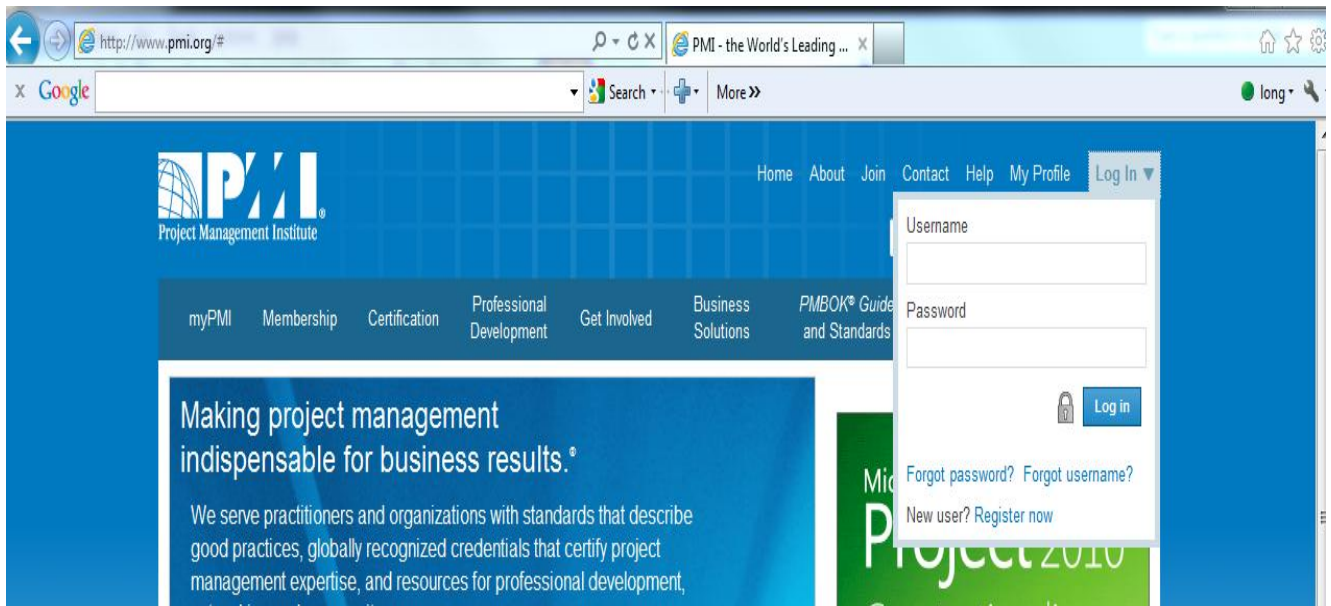 http://www.pmi.org/#
PMI - the World's Leading ...
X Google
Search
More »
long
Home About Join Contact Help My Profile Log In ▼
PMI®
Project Management Institute
myPMI Membership Certification Professional Development Get Involved Business Solutions PMBOK® Guide and Standards
Username
Password
Log in
Forgot password? Forgot username?
New user? Register now
Making project management
indispensable for business results.®
We serve practitioners and organizations with standards that describe
good practices, globally recognized credentials that certify project
management expertise, and resources for professional development,
Mic
Project 2010